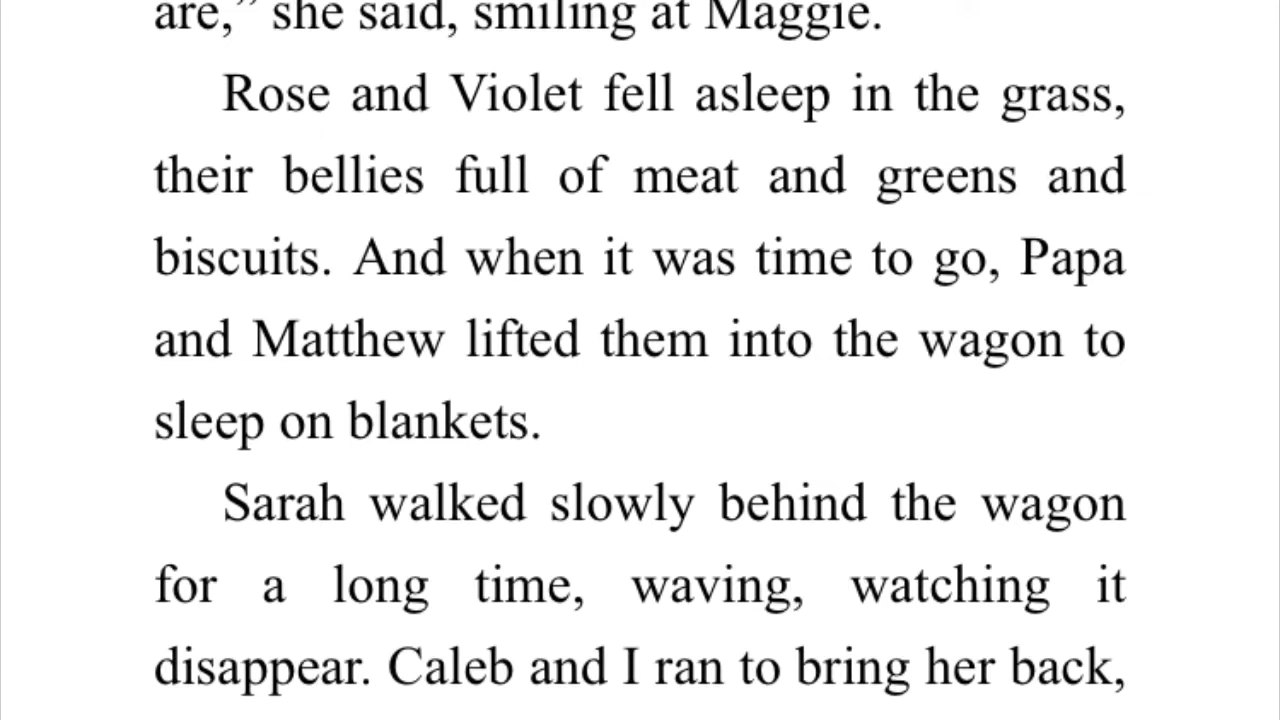 are,” she said, smiling at Maggie.
Rose and Violet fell asleep in the grass,
their bellies full of meat and greens and
biscuits. And when it was time to go, Papa
and Matthew lifted them into the wagon to
sleep on blankets.
Sarah walked slowly behind the wagon
for a long time, waving, watching it
disappear. Caleb and I ran to bring her back,